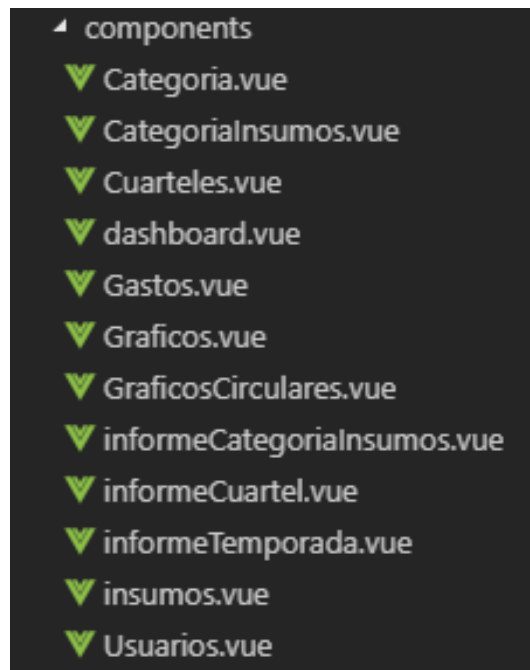 components
Categoria.vue
CategoriaInsumos.vue
Cuarteles.vue
dashboard.vue
Gastos.vue
Graficos.vue
GraficosCirculares.vue
informeCategoriaInsumos.vue
informeCuartel.vue
informeTemporada.vue
insumos.vue
Usuarios.vue